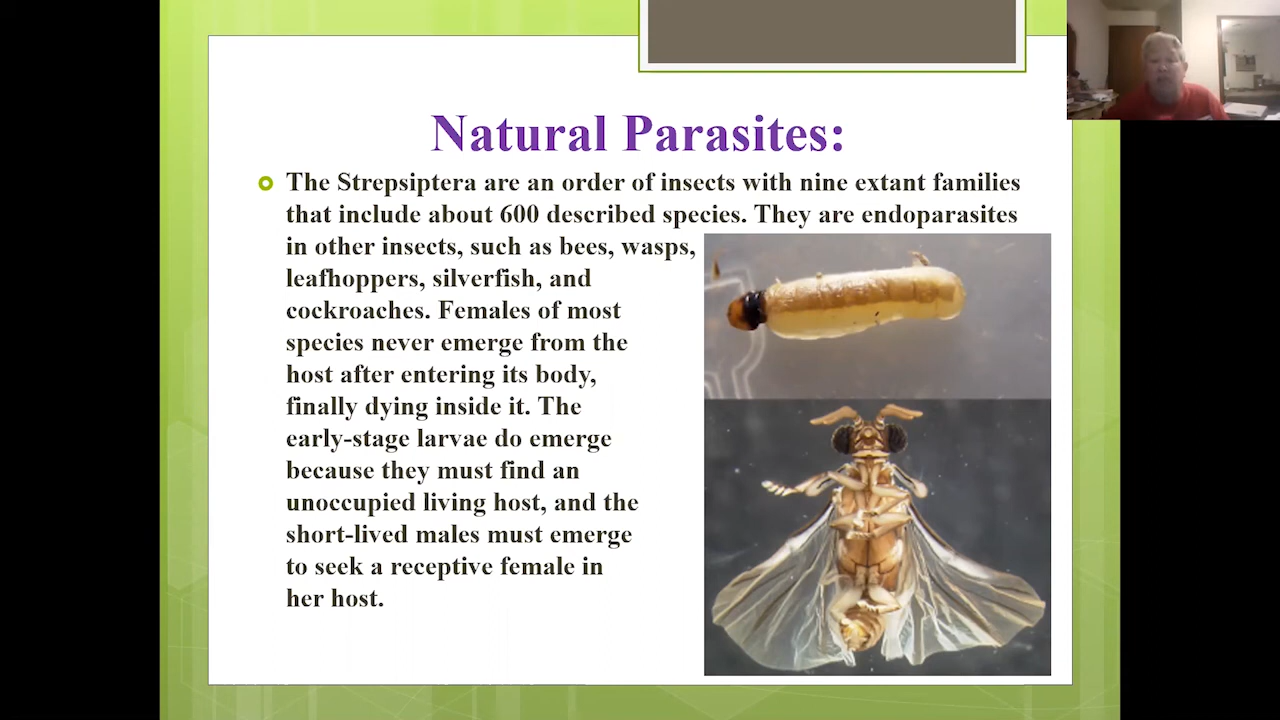 Natural Parasites:
The Strepsiptera are an order of insects with nine extant families
that include about 600 described species. They are endoparasites
in other insects, such as bees, wasps,
leafhoppers, silverfish, and
cockroaches. Females of most
species never emerge from the
host after entering its body,
finally dying inside it. The
early-stage larvae do emerge
because they must find an
unoccupied living host, and the
short-lived males must emerge
to seek a receptive female in
her host.